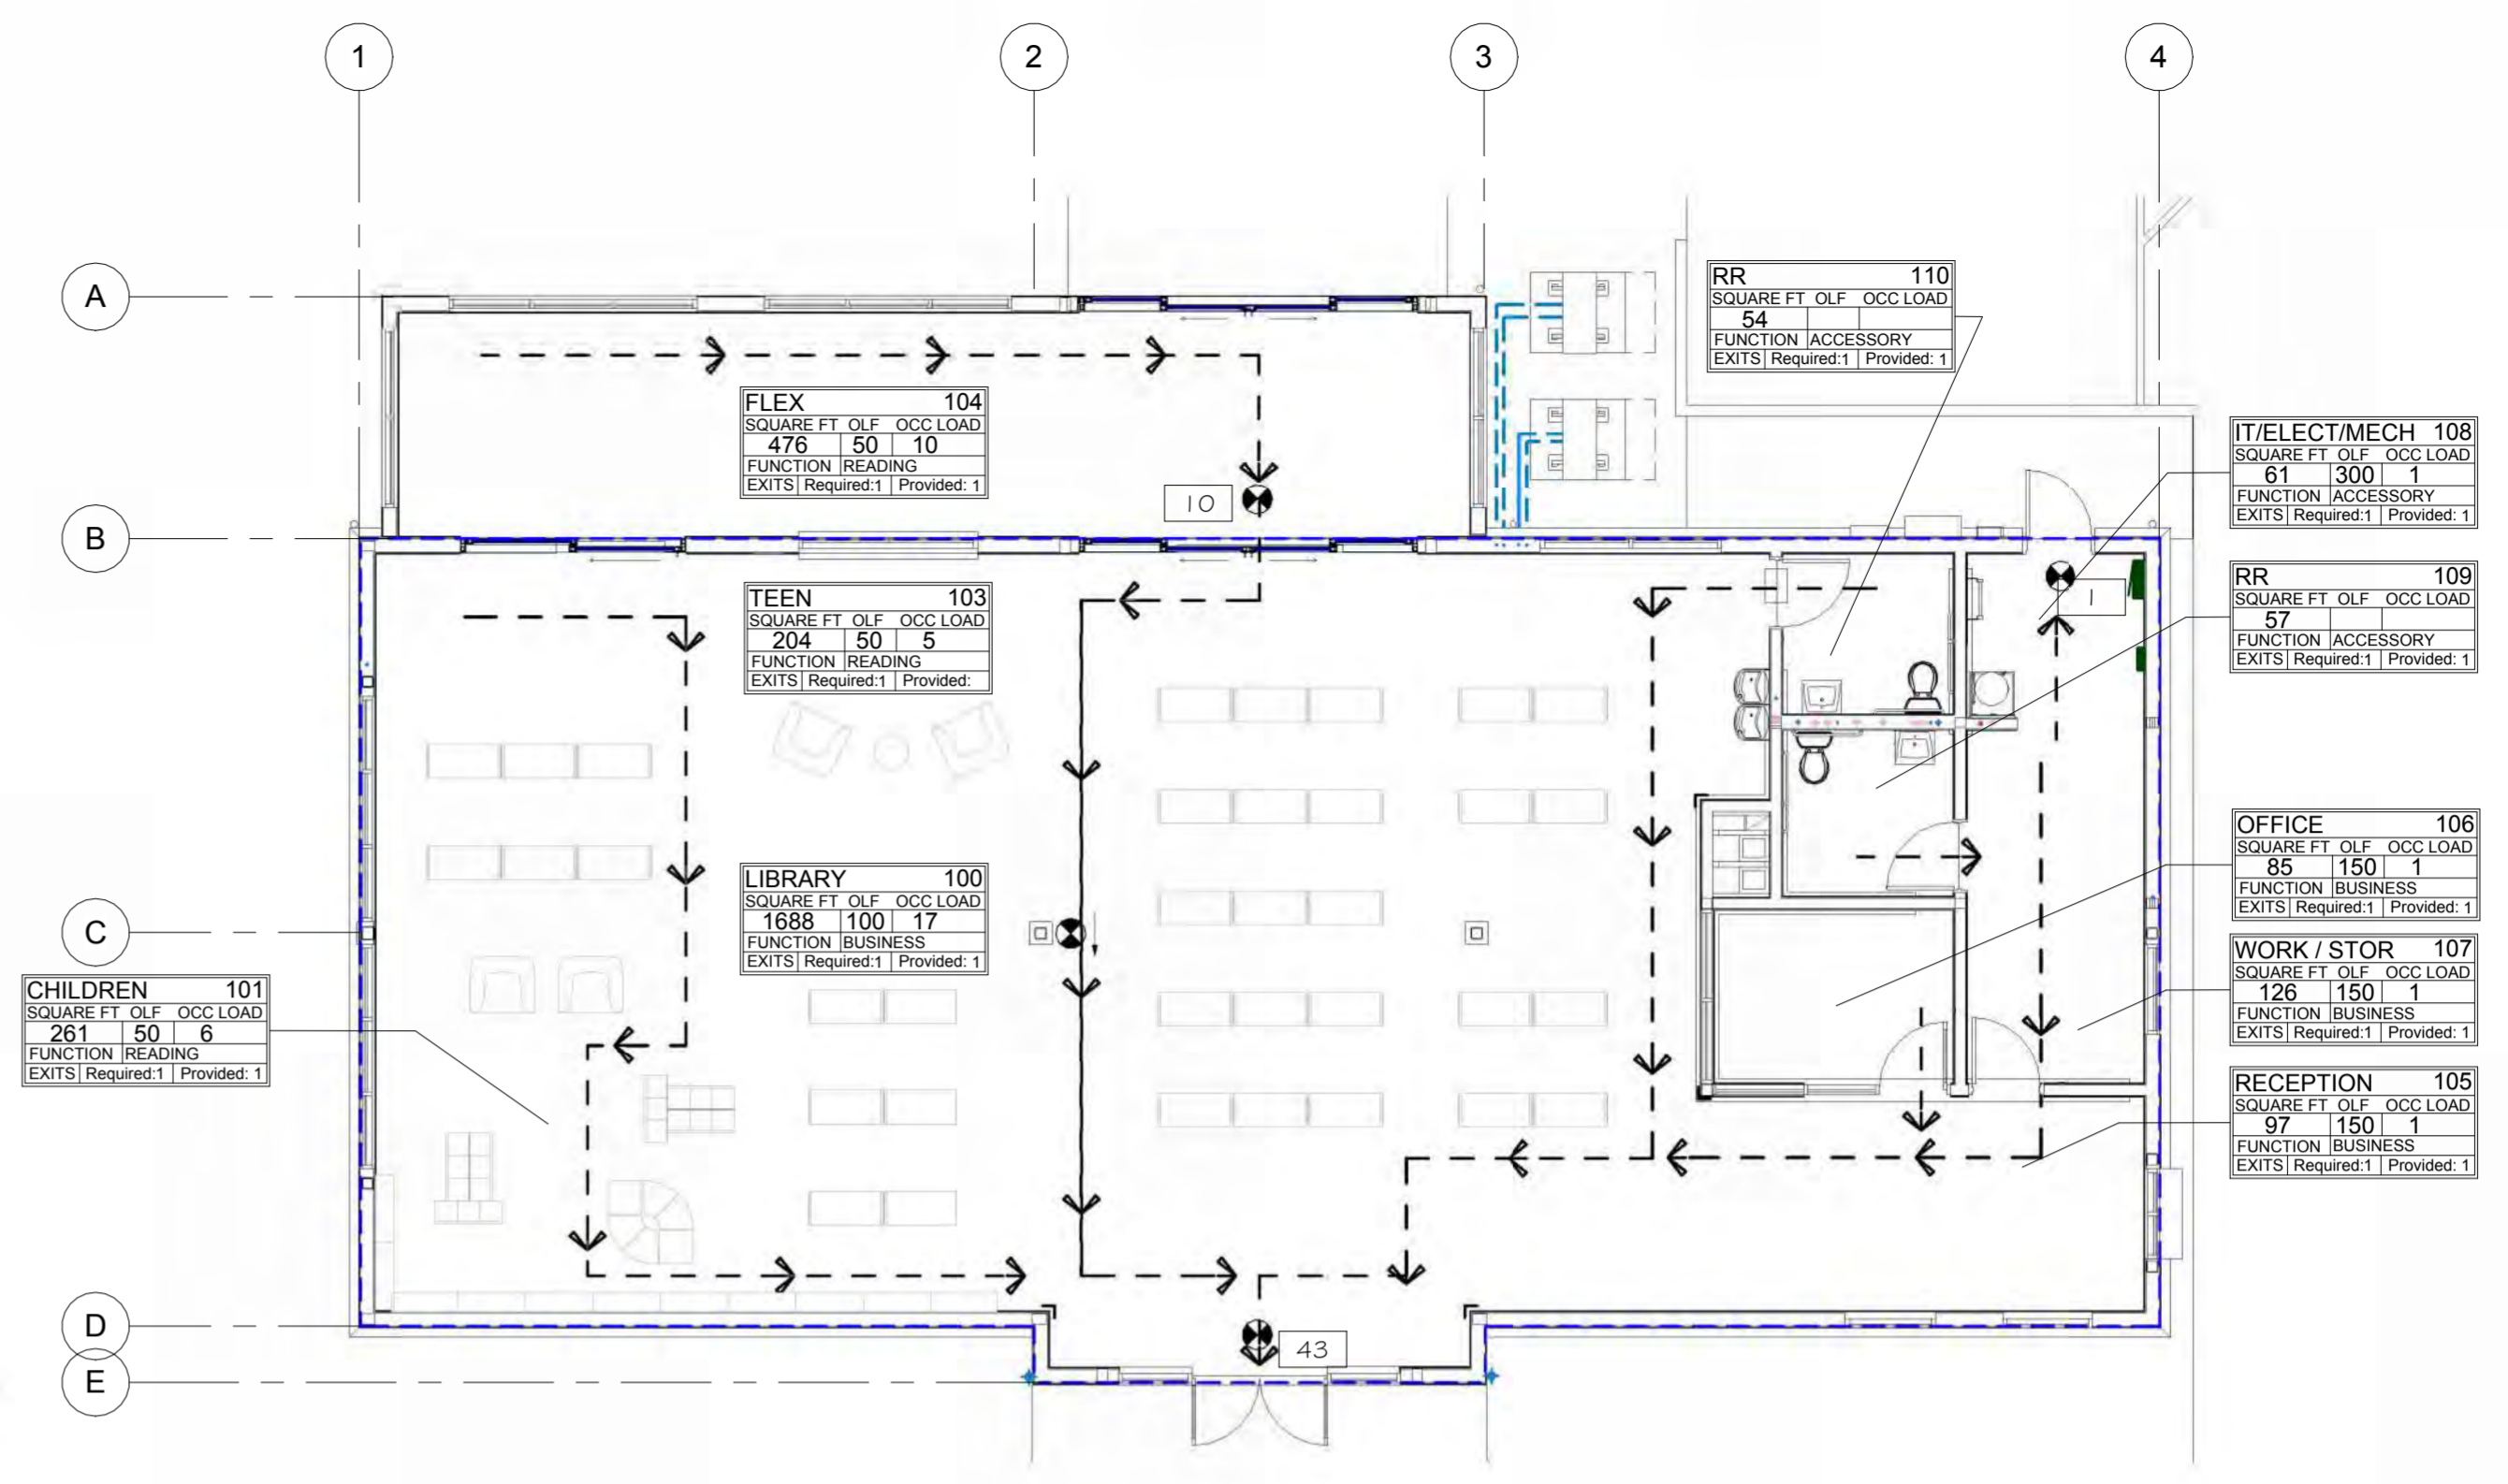 1 2 3 4
A
RR 110
SQUARE FT OLF OCC LOAD
54
FUNCTION ACCESSORY
EXITS Required:1 Provided: 1
FLEX 104
SQUARE FT OLF OCC LOAD
476 50 10
FUNCTION READING
EXITS Required:1 Provided: 1
10
IT/ELECT/MECH 108
SQUARE FT OLF OCC LOAD
61 300 1
FUNCTION ACCESSORY
EXITS Required:1 Provided: 1
B
TEEN 103
SQUARE FT OLF OCC LOAD
204 50 5
FUNCTION READING
EXITS Required:1 Provided:
1
RR 109
SQUARE FT OLF OCC LOAD
57
FUNCTION ACCESSORY
EXITS Required:1 Provided: 1
LIBRARY 100
SQUARE FT OLF OCC LOAD
1688 100 17
FUNCTION BUSINESS
EXITS Required:1 Provided: 1
OFFICE 106
SQUARE FT OLF OCC LOAD
85 150 1
FUNCTION BUSINESS
EXITS Required:1 Provided: 1
C
WORK / STOR 107
SQUARE FT OLF OCC LOAD
126 150 1
FUNCTION BUSINESS
EXITS Required:1 Provided: 1
CHILDREN 101
SQUARE FT OLF OCC LOAD
261 50 6
FUNCTION READING
EXITS Required:1 Provided: 1
RECEPTION 105
SQUARE FT OLF OCC LOAD
97 150 1
FUNCTION BUSINESS
EXITS Required:1 Provided: 1
D
43
E